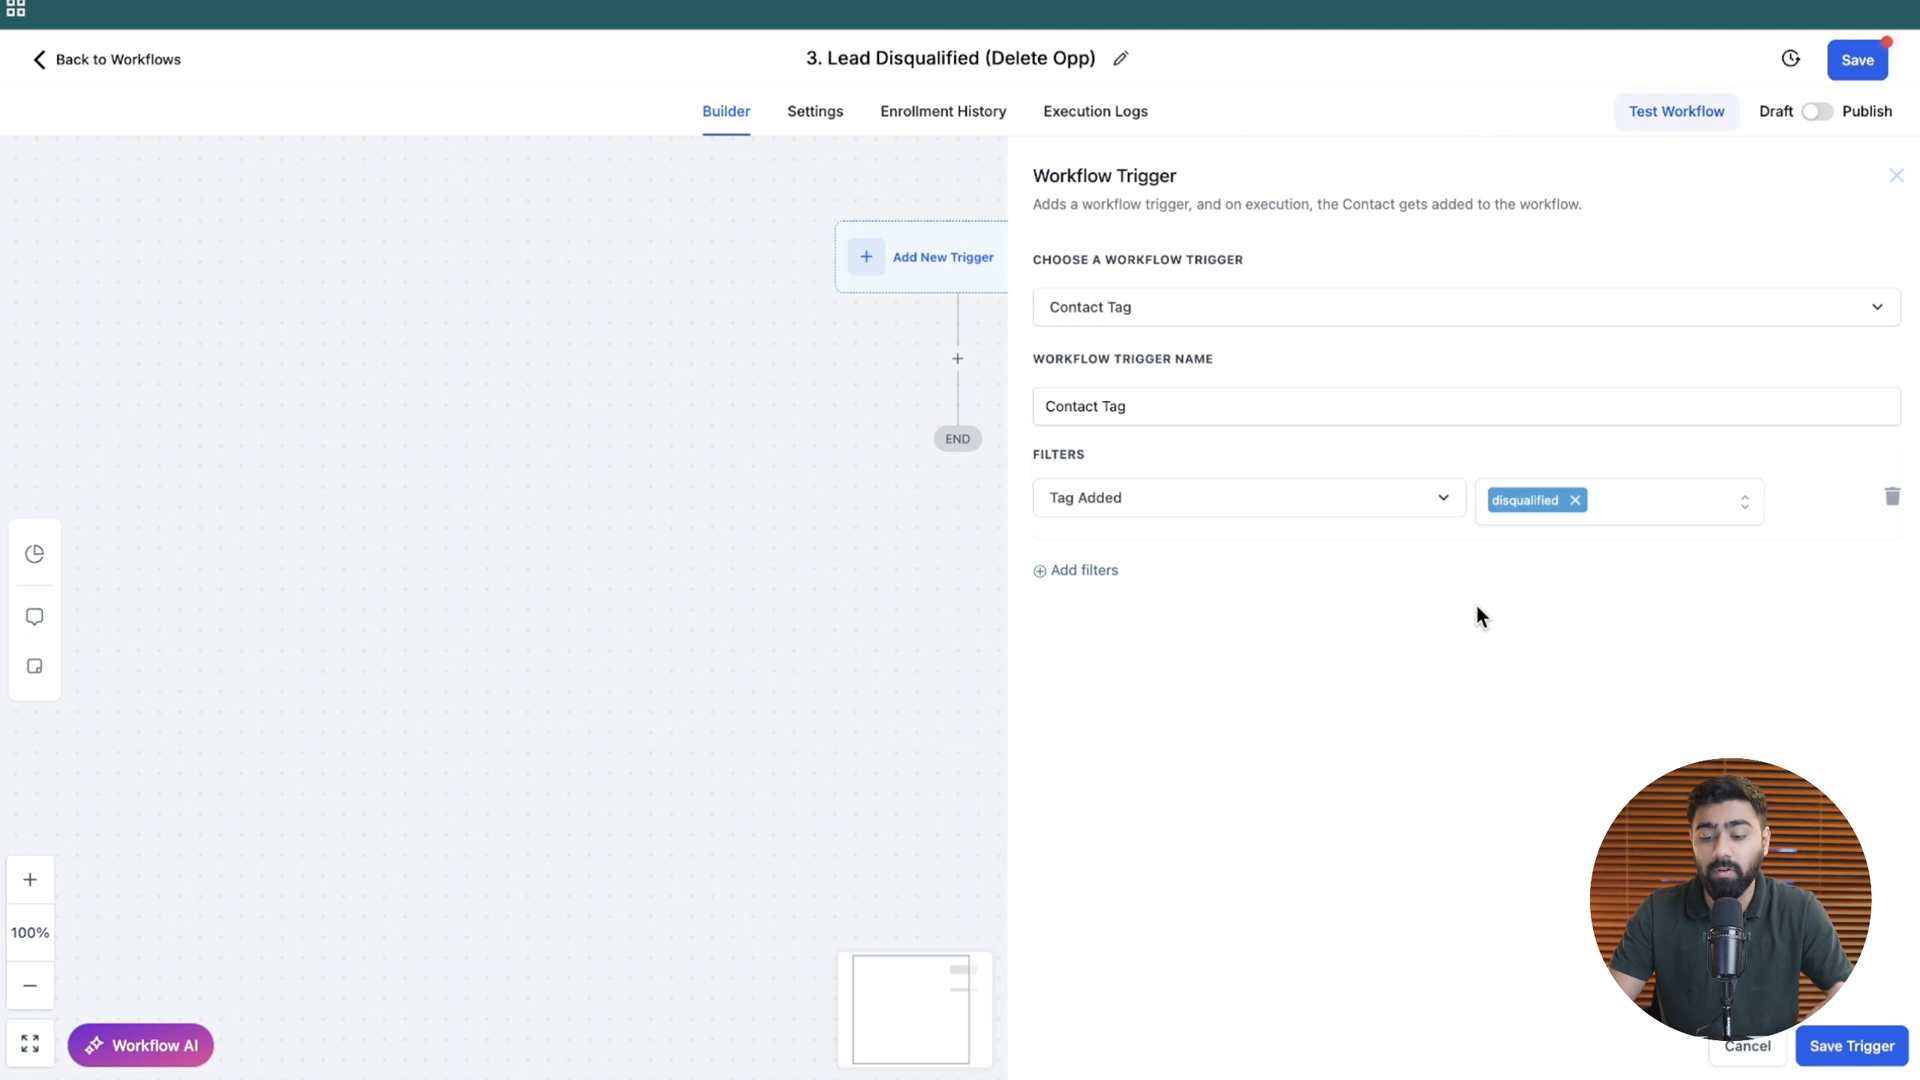 Back to Workflows
3. Lead Disqualified (Delete Opp)
Save
Builder
Settings
Enrollment History
Execution Logs
Test Workflow
Draft
Publish
Workflow Trigger
Adds a workflow trigger, and on execution, the Contact gets added to the workflow.
Add New Trigger
CHOOSE A WORKFLOW TRIGGER
Contact Tag
WORKFLOW TRIGGER NAME
Contact Tag
END
FILTERS
Tag Added
disqualified
Add filters
100%
Workflow AI
Cancel
Save Trigger